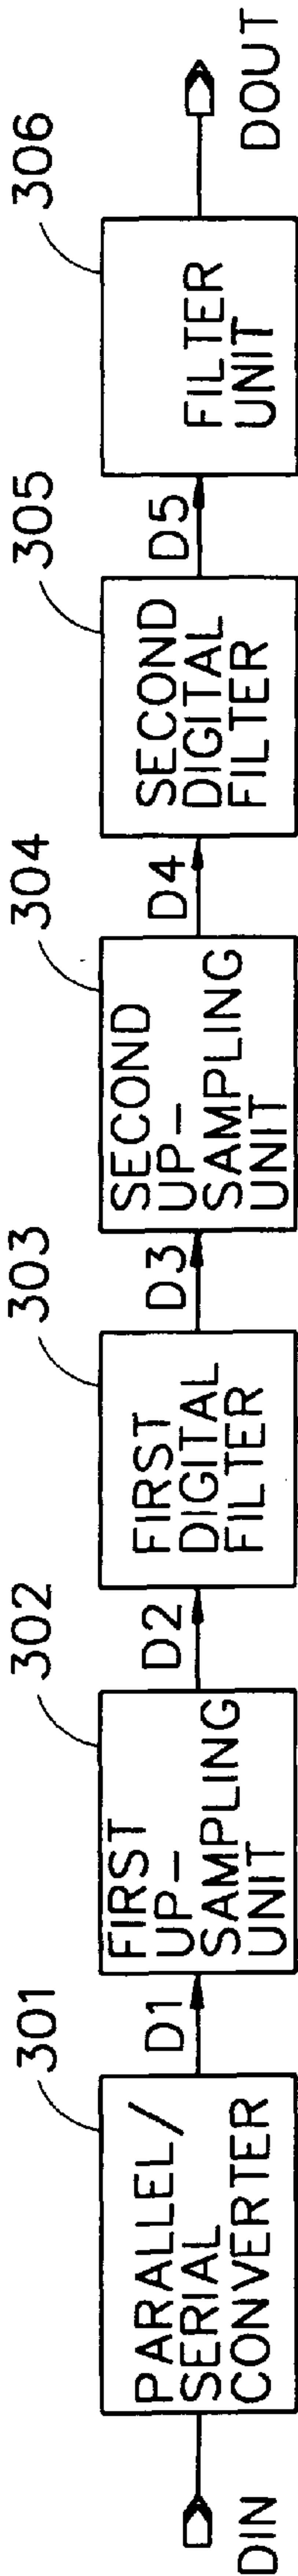 DIN
301
PARALLEL/
SERIAL
CONVERTER
D1
302
FIRST
UP-
SAMPLING
UNIT
D2
303
FIRST
DIGITAL
FILTER
D3
304
SECOND
UP-
SAMPLING
UNIT
D4
305
SECOND
DIGITAL
FILTER
D5
306
FILTER
UNIT
DOUT